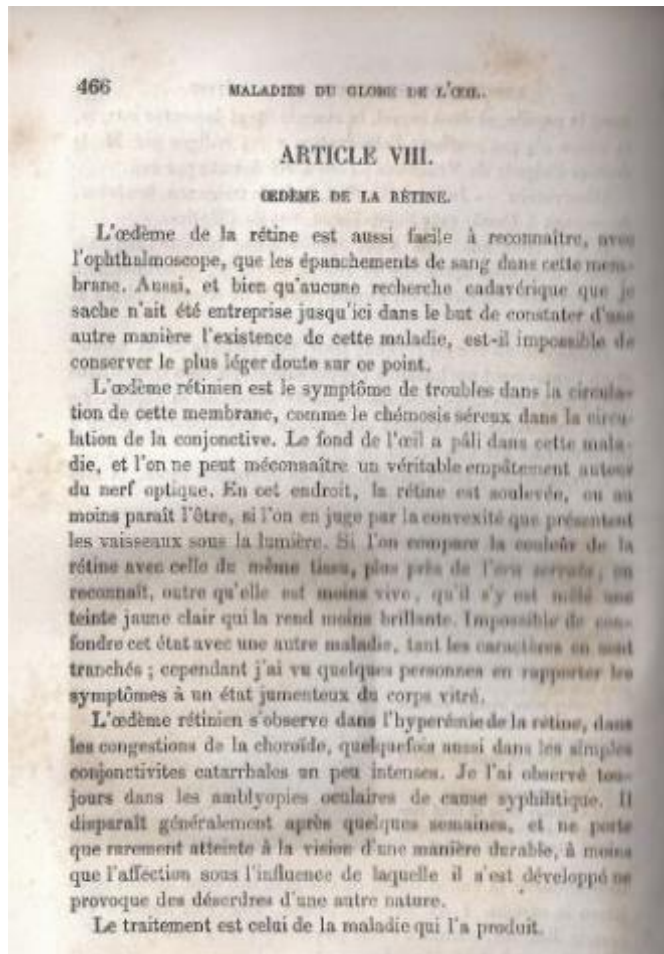 466
MALADIES DU GLOBE DE L'ŒIL.
ARTICLE VIII.
ŒDÈME DE LA RÉTINE.
L'œdème de la rétine est aussi facile à reconnaître, avec
l'ophthalmoscope, que les épanchements de sang dans cette mem-
brane. Aussi, et bien qu'aucune recherche cadavérique que je
sache n'ait été entreprise jusqu'ici dans le but de constater d'une
autre manière l'existence de cette maladie, est-il impossible de
conserver le plus léger doute sur ce point.
L'œdème rétinien est le symptôme de troubles dans la circula-
tion de cette membrane, comme le chémosis séreux dans la circu-
lation de la conjonctive. Le fond de l'œil a pâli dans cette mala-
die, et l'on ne peut méconnaître un véritable empâtement autour
du nerf optique. En cet endroit, la rétine est soulevée, ou au
moins paraît l'être, si l'on en juge par la convexité que présentent
les vaisseaux sous la lumière. Si l'on compare la couleur de la
rétine avec celle du même tissu, plus près de l'ora serrata, on
reconnaît, outre qu'elle est moins vive, qu'il s'y est mêlé une
teinte jaune clair qui la rend moins brillante. Impossible de con-
fondre cet état avec une autre maladie, tant les caractères en sont
tranchés ; cependant j'ai vu quelques personnes en rapporter les
symptômes à un état jumenteux du corps vitré.
L'œdème rétinien s'observe dans l'hyperémie de la rétine, dans
les congestions de la choroïde, quelquefois aussi dans les simples
conjonctivites catarrhales un peu intenses. Je l'ai observé tou-
jours dans les amblyopies oculaires de cause syphilitique. Il
disparaît généralement après quelques semaines, et ne porte
que rarement atteinte à la vision d'une manière durable, à moins
que l'affection sous l'influence de laquelle il s'est développé ne
provoque des désordres d'une autre nature.
Le traitement est celui de la maladie qui l'a produit.